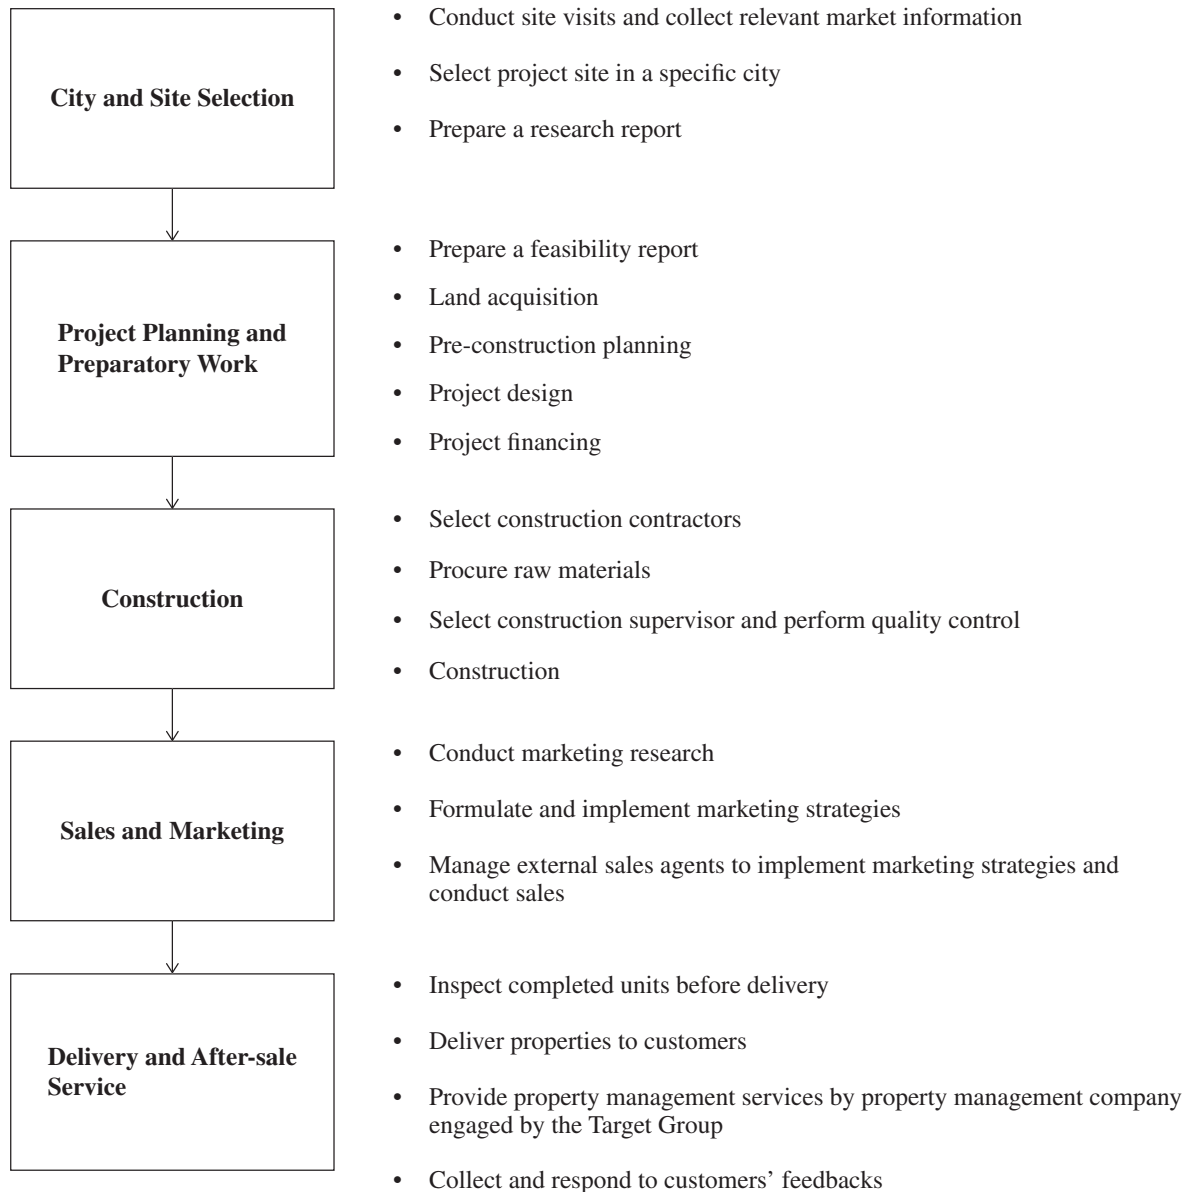 City and Site Selection
• Conduct site visits and collect relevant market information
• Select project site in a specific city
• Prepare a research report
Project Planning and
Preparatory Work
• Prepare a feasibility report
• Land acquisition
• Pre-construction planning
• Project design
• Project financing
Construction
• Select construction contractors
• Procure raw materials
• Select construction supervisor and perform quality control
• Construction
Sales and Marketing
• Conduct marketing research
• Formulate and implement marketing strategies
• Manage external sales agents to implement marketing strategies and
conduct sales
Delivery and After-sale
Service
• Inspect completed units before delivery
• Deliver properties to customers
• Provide property management services by property management company
engaged by the Target Group
• Collect and respond to customers’ feedbacks